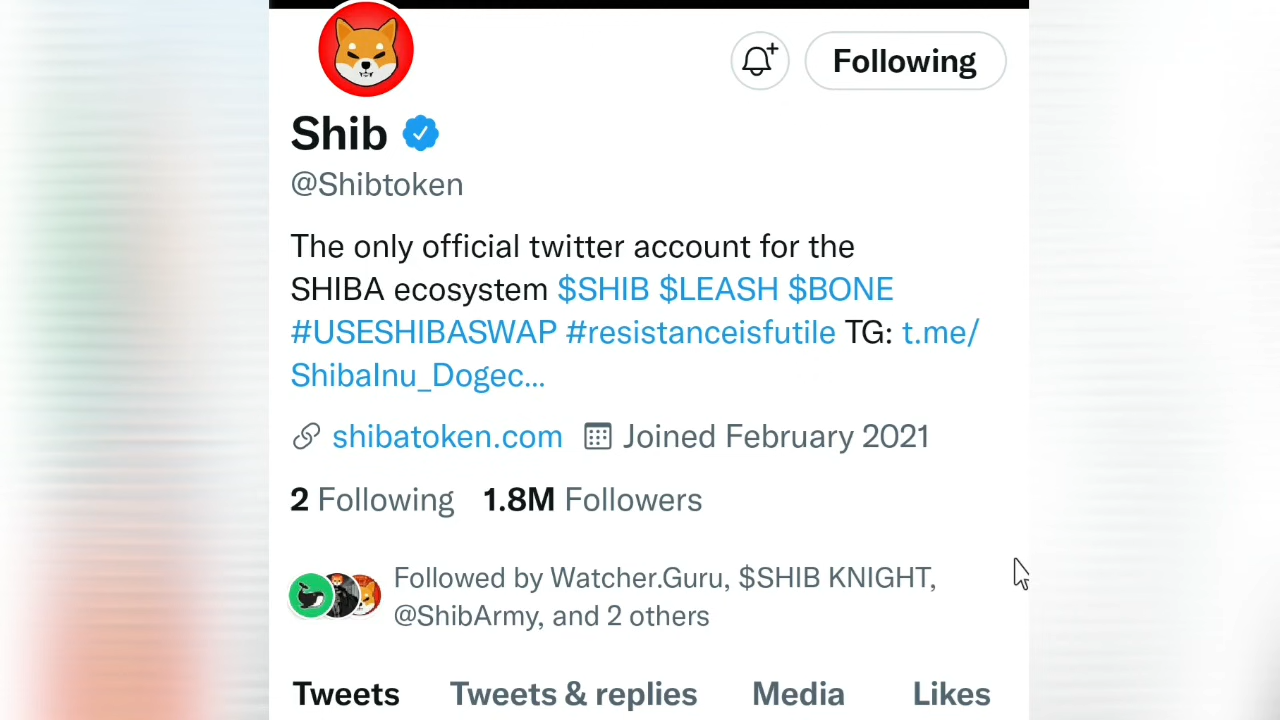 Following
Shib
@Shibtoken
The only official twitter account for the
SHIBA ecosystem $SHIB $LEASH $BONE
#USESHIBASWAP #resistanceisfutile TG: t.me/
ShibaInu_Dogec...
shibatoken.com Joined February 2021
2 Following 1.8M Followers
Followed by Watcher.Guru, $SHIB KNIGHT,
@ShibArmy, and 2 others
Tweets Tweets & replies Media Likes